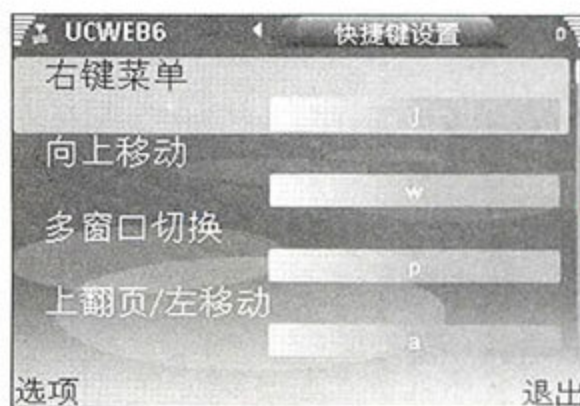 UCWEB6 快捷键设置
右键菜单
j
向上移动
w
多窗口切换
p
上翻页/左移动
a
选项 退出